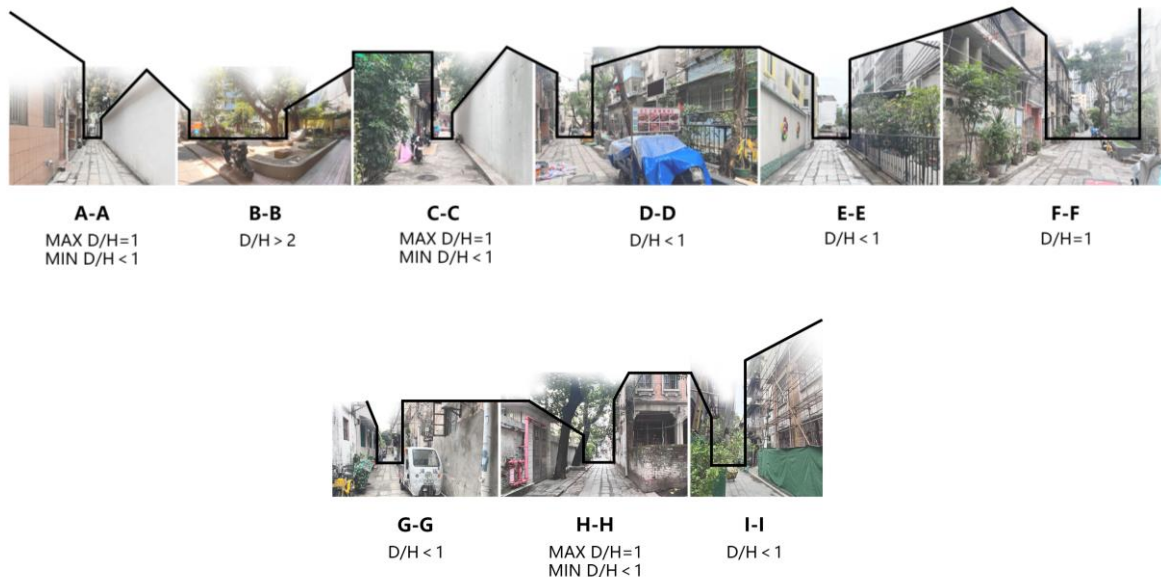 A-A
MAX D/H=1
MIN D/H < 1
B-B
D/H > 2
C-C
MAX D/H=1
MIN D/H < 1
D-D
D/H < 1
E-E
D/H < 1
F-F
D/H=1
G-G
D/H < 1
H-H
MAX D/H=1
MIN D/H < 1
I-I
D/H < 1